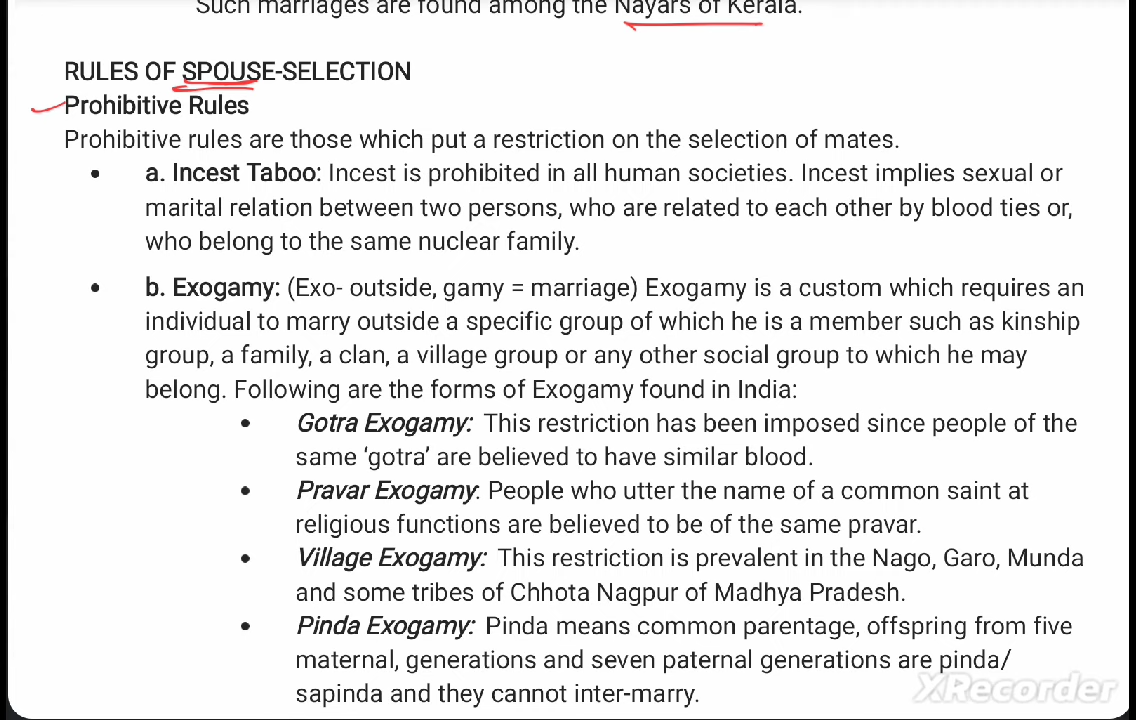 Such marriages are found among the Nayars of Kerala.
RULES OF SPOUSE-SELECTION
Prohibitive Rules
Prohibitive rules are those which put a restriction on the selection of mates.
• a. Incest Taboo: Incest is prohibited in all human societies. Incest implies sexual or
marital relation between two persons, who are related to each other by blood ties or,
who belong to the same nuclear family.
• b. Exogamy: (Exo- outside, gamy = marriage) Exogamy is a custom which requires an
individual to marry outside a specific group of which he is a member such as kinship
group, a family, a clan, a village group or any other social group to which he may
belong. Following are the forms of Exogamy found in India:
• Gotra Exogamy: This restriction has been imposed since people of the
same ‘gotra’ are believed to have similar blood.
• Pravar Exogamy: People who utter the name of a common saint at
religious functions are believed to be of the same pravar.
• Village Exogamy: This restriction is prevalent in the Nago, Garo, Munda
and some tribes of Chhota Nagpur of Madhya Pradesh.
• Pinda Exogamy: Pinda means common parentage, offspring from five
maternal, generations and seven paternal generations are pinda/
sapinda and they cannot inter-marry.
XRecorder